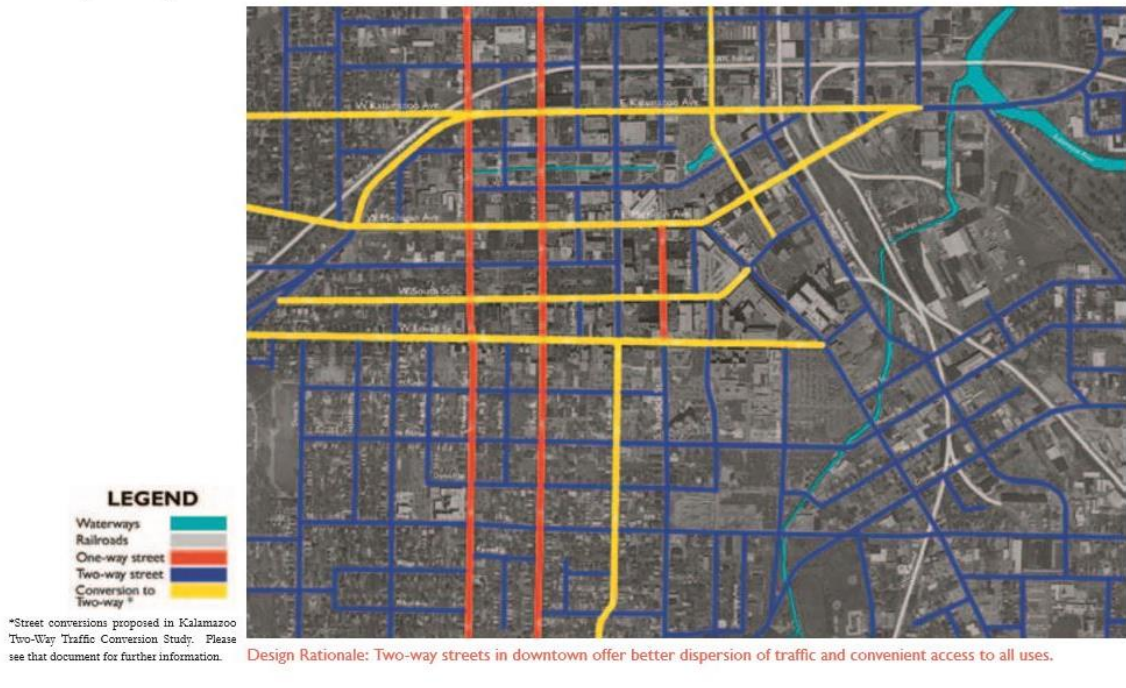 W. Kalamazoo Ave.
E. Kalamazoo Ave.
W. Michigan Ave.
W. South St.
W. Lovell St.
LEGEND
Waterways
Railroads
One-way street
Two-way street
Conversion to
Two-way *
*Street conversions proposed in Kalamazoo
Two-Way Traffic Conversion Study. Please
see that document for further information.
Design Rationale: Two-way streets in downtown offer better dispersion of traffic and convenient access to all uses.